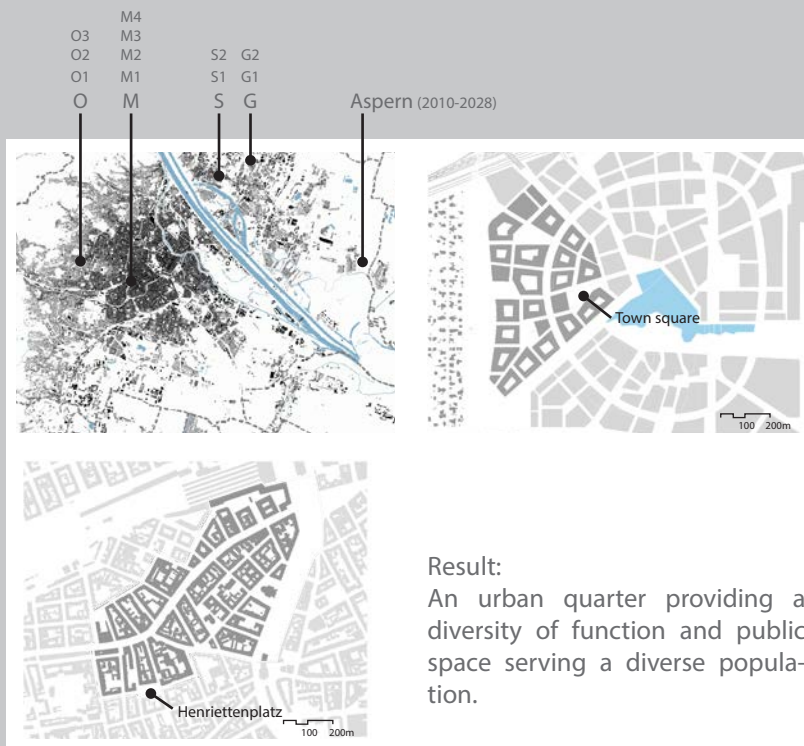 M4
O3 M3
O2 M2 S2 G2
O1 M1 S1 G1
O M S G Aspern (2010-2028)
Town square
100 200m
Henriettenplatz
100 200m
Result:
An urban quarter providing a
diversity of function and public
space serving a diverse popula-
tion.